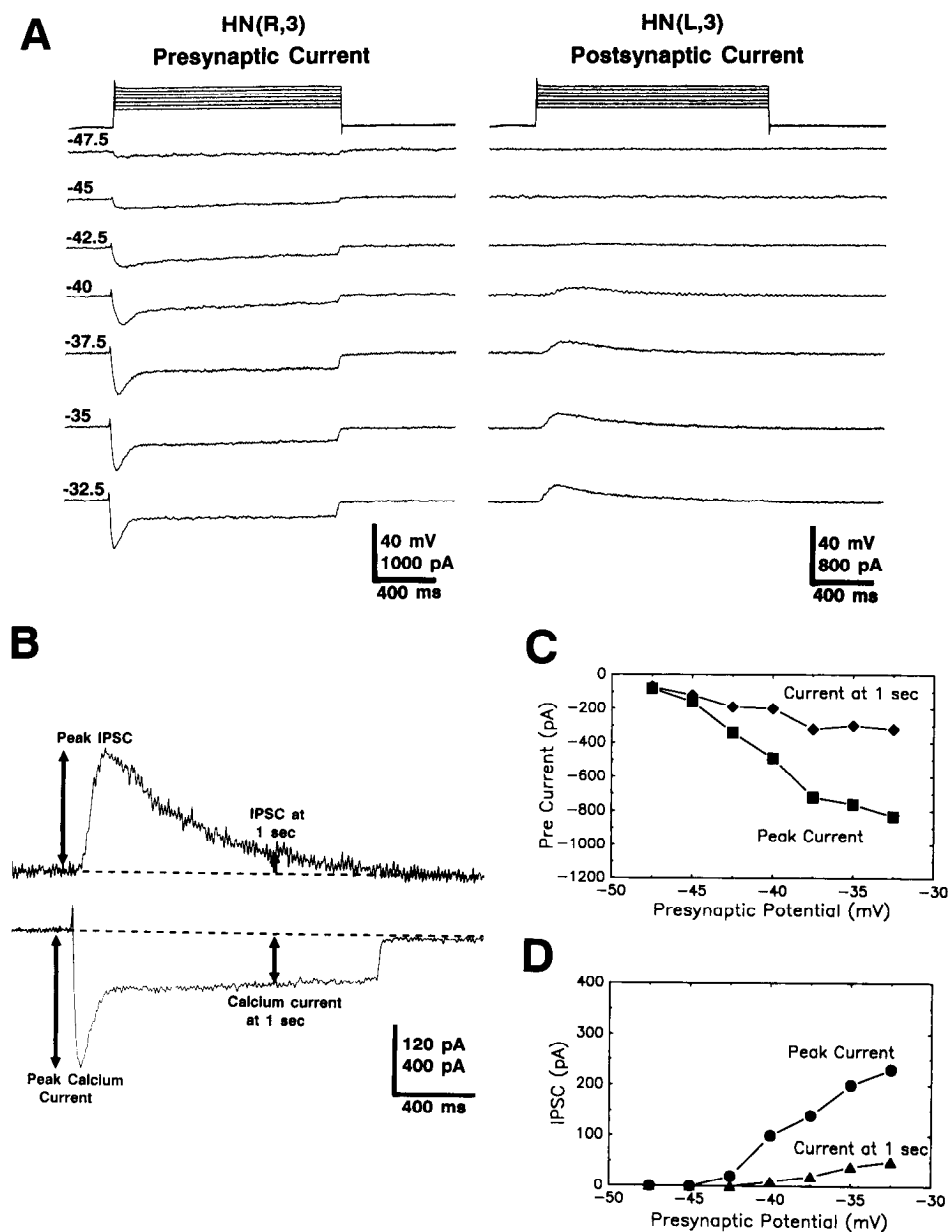 A
HN(R,3)
Presynaptic Current
HN(L,3)
Postsynaptic Current
-47.5
-45
-42.5
-40
-37.5
-35
-32.5
40 mV
1000 pA
400 ms
40 mV
800 pA
400 ms
B
Peak IPSC
IPSC at
1 sec
Calcium current
at 1 sec
Peak Calcium
Current
120 pA
400 pA
400 ms
C
0
−200
−400
−600
−800
−1000
−1200
Pre Current (pA)
Current at 1 sec
Peak Current
−50 −45 −40 −35 −30
Presynaptic Potential (mV)
D
400
300
200
100
0
IPSC (pA)
Peak Current
Current at 1 sec
−50 −45 −40 −35 −30
Presynaptic Potential (mV)